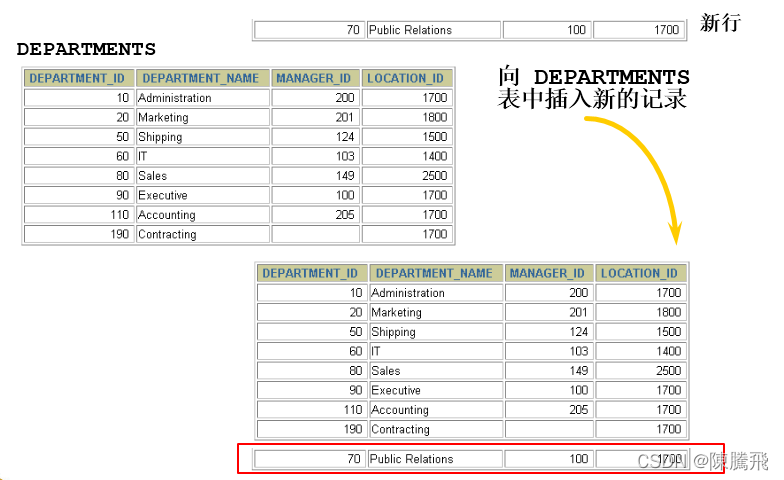 70 Public Relations 100 1700 新行
DEPARTMENTS
DEPARTMENT_ID DEPARTMENT_NAME MANAGER_ID LOCATION_ID
10 Administration 200 1700
20 Marketing 201 1800
50 Shipping 124 1500
60 IT 103 1400
80 Sales 149 2500
90 Executive 100 1700
110 Accounting 205 1700
190 Contracting 1700
向 DEPARTMENTS
表中插入新的记录
DEPARTMENT_ID DEPARTMENT_NAME MANAGER_ID LOCATION_ID
10 Administration 200 1700
20 Marketing 201 1800
50 Shipping 124 1500
60 IT 103 1400
80 Sales 149 2500
90 Executive 100 1700
110 Accounting 205 1700
190 Contracting 1700
70 Public Relations 100 1700
CSDN @陳騰飛